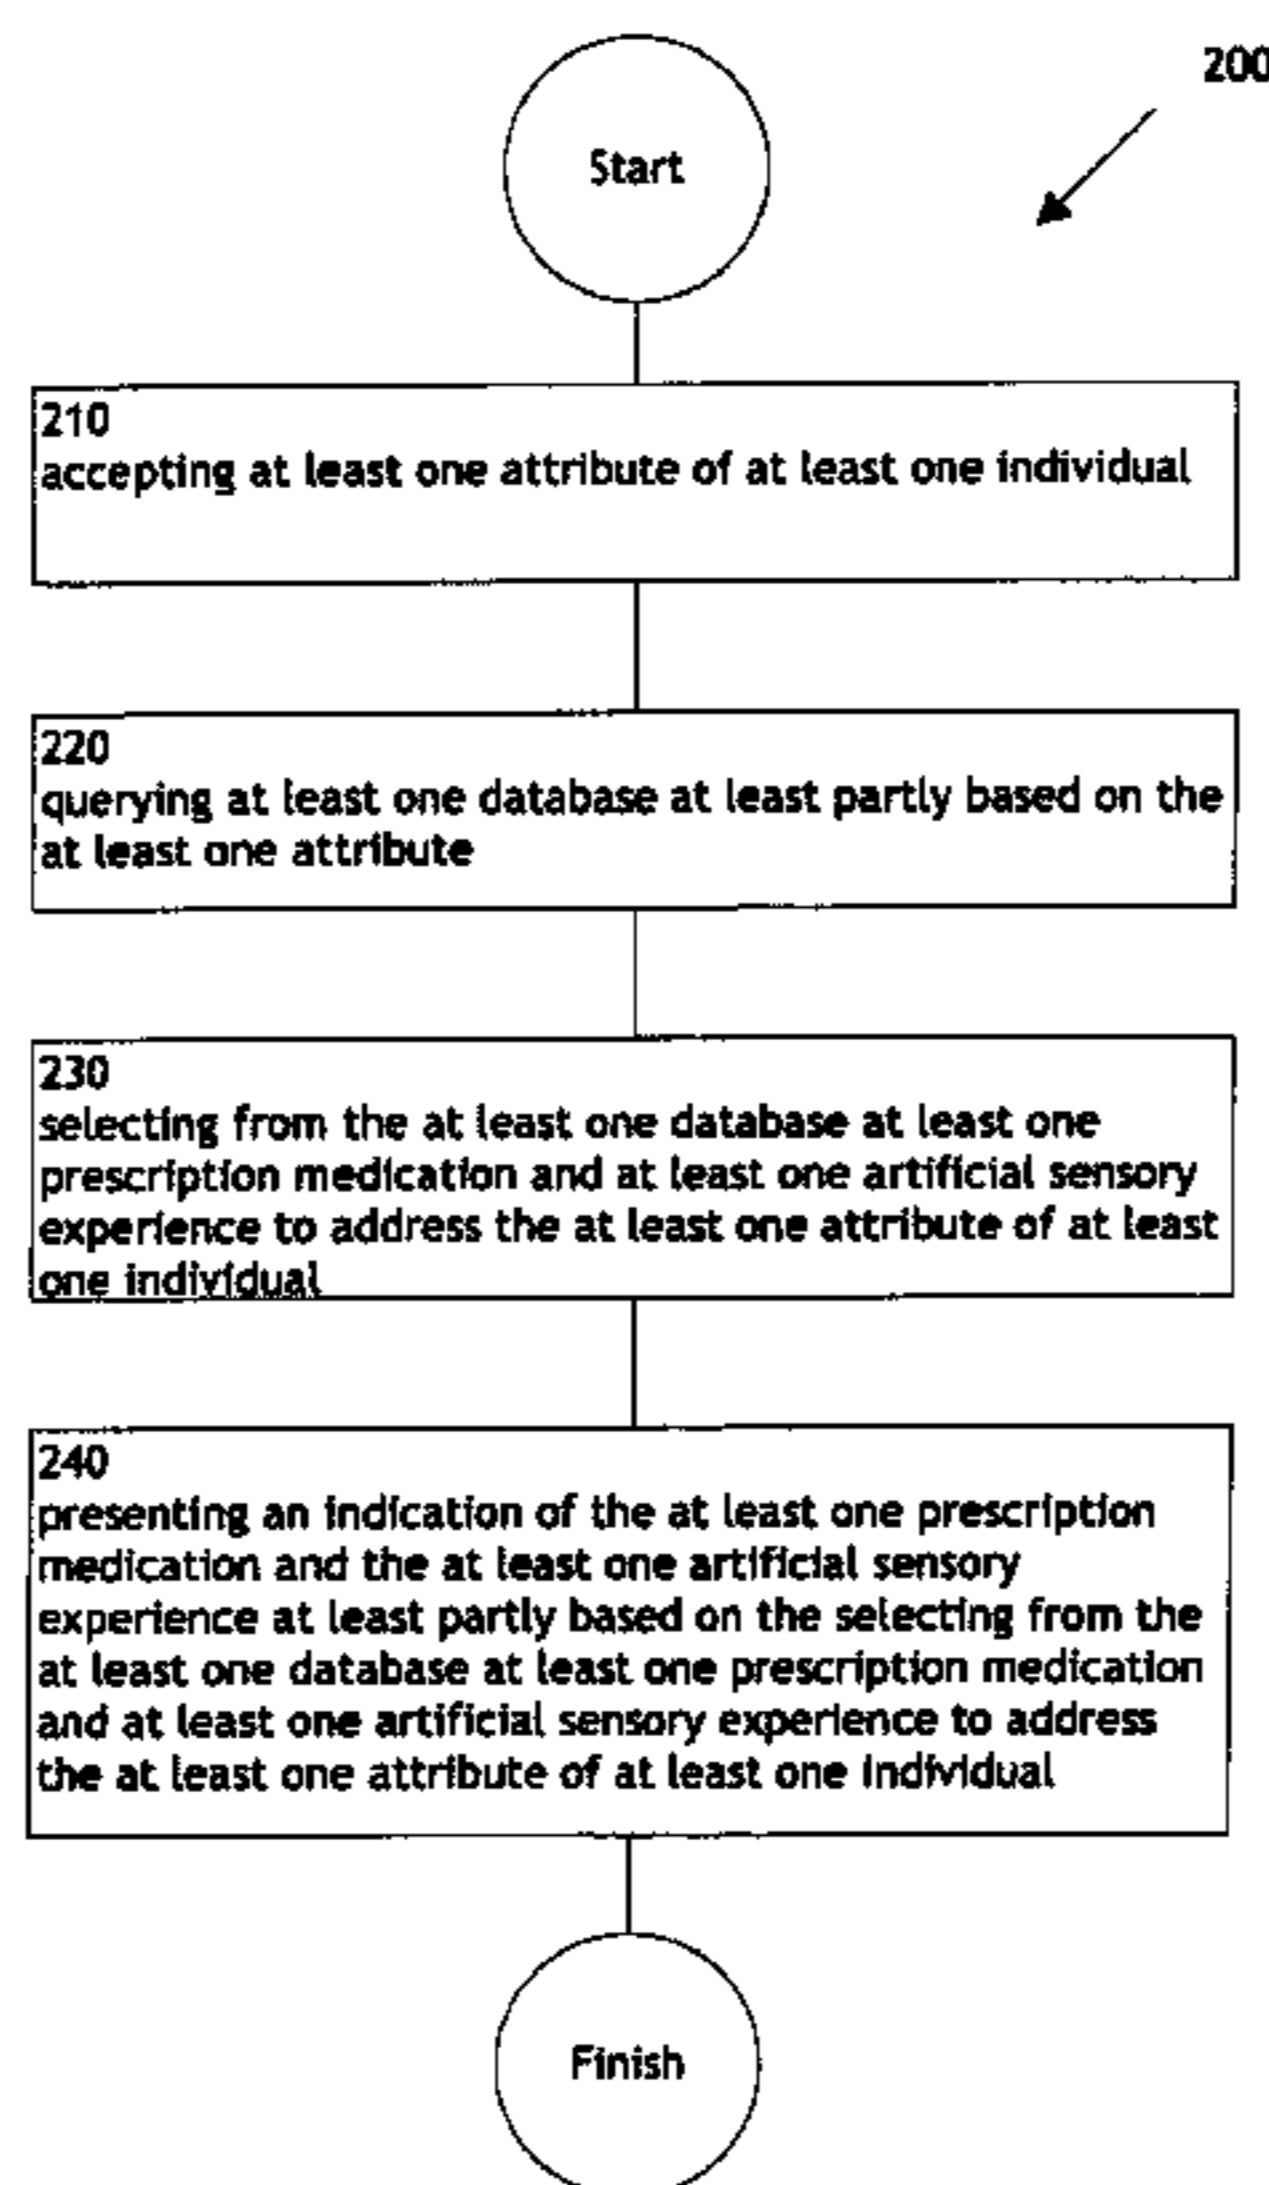 200
Start
210
accepting at least one attribute of at least one individual
220
querying at least one database at least partly based on the
at least one attribute
230
selecting from the at least one database at least one
prescription medication and at least one artificial sensory
experience to address the at least one attribute of at least
one individual
240
presenting an indication of the at least one prescription
medication and the at least one artificial sensory
experience at least partly based on the selecting from the
at least one database at least one prescription medication
and at least one artificial sensory experience to address
the at least one attribute of at least one individual
Finish